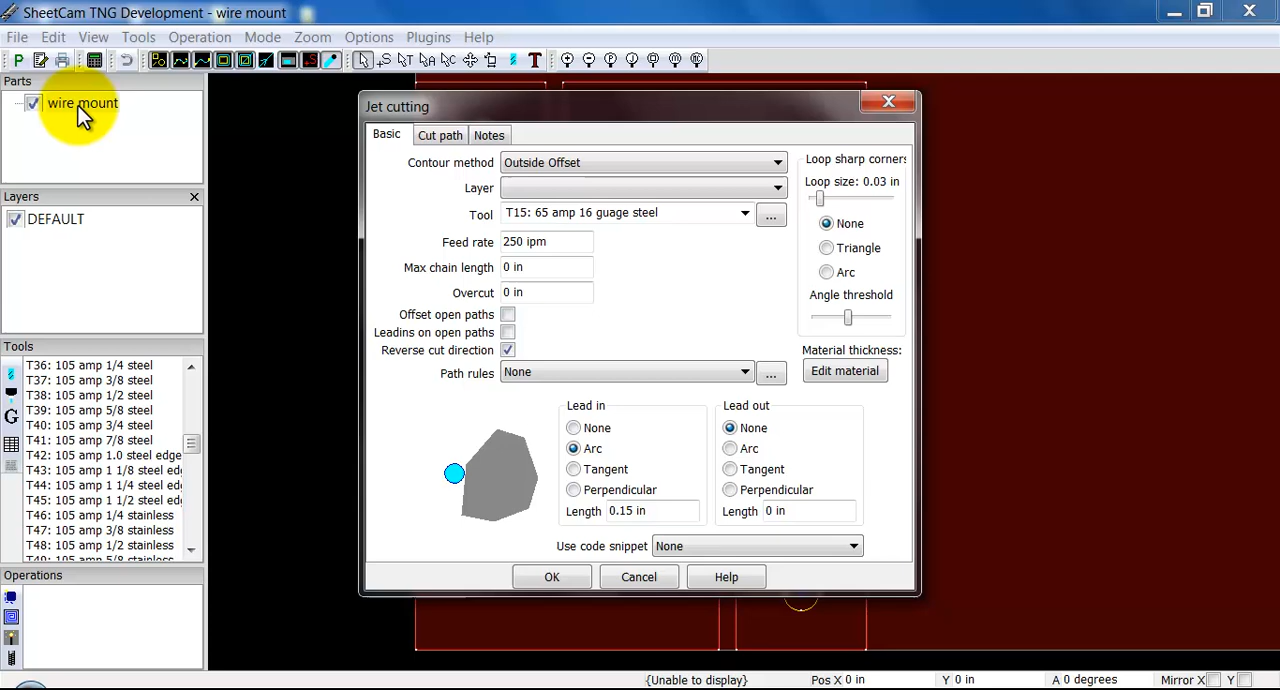 SheetCam TNG Development - wire mount
File Edit View Tools Operation Mode Zoom Options Plugins Help
Parts
wire mount
Layers
DEFAULT
Tools
T36: 105 amp 1/4 steel
T37: 105 amp 3/8 steel
T38: 105 amp 1/2 steel
T39: 105 amp 5/8 steel
T40: 105 amp 3/4 steel
T41: 105 amp 7/8 steel
T42: 105 amp 1.0 steel edge
T43: 105 amp 1 1/8 steel edg
T44: 105 amp 1 1/4 steel ed
T45: 105 amp 1 1/2 steel ed
T46: 105 amp 1/4 stainless
T47: 105 amp 3/8 stainless
T48: 105 amp 1/2 stainless
T49: 105 amp 5/8 stainless
Operations
Jet cutting
Basic Cut path Notes
Contour method Outside Offset
Layer
Tool T15: 65 amp 16 guage steel ...
Feed rate 250 ipm
Max chain length 0 in
Overcut 0 in
Offset open paths
Leadins on open paths
Reverse cut direction
Path rules None ...
Loop sharp corners
Loop size: 0.03 in
None
Triangle
Arc
Angle threshold
Material thickness:
Edit material
Lead in
None
Arc
Tangent
Perpendicular
Length 0.15 in
Lead out
None
Arc
Tangent
Perpendicular
Length 0 in
Use code snippet None
OK Cancel Help
{Unable to display} Pos X 0 in Y 0 in A 0 degrees Mirror X Y